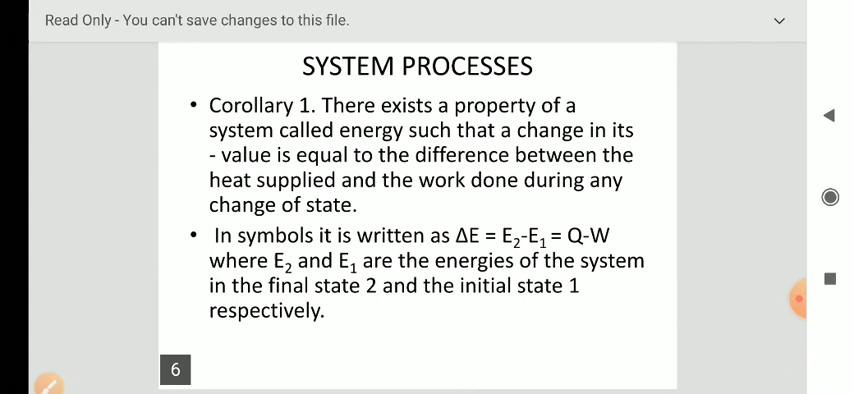 Read Only - You can't save changes to this file.
SYSTEM PROCESSES
• Corollary 1. There exists a property of a
system called energy such that a change in its
- value is equal to the difference between the
heat supplied and the work done during any
change of state.
• In symbols it is written as ΔE = E₂-E₁ = Q-W
where E₂ and E₁ are the energies of the system
in the final state 2 and the initial state 1
respectively.
6